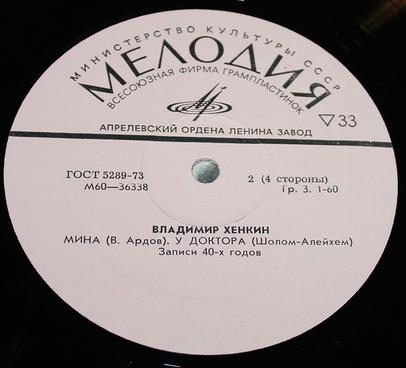 МИНИСТЕРСТВО КУЛЬТУРЫ СССР
МЕЛОДИЯ
ВСЕСОЮЗНАЯ ФИРМА ГРАМПЛАСТИНОК
▽33
АПРЕЛЕВСКИЙ ОРДЕНА ЛЕНИНА ЗАВОД
ГОСТ 5289-73
М60—36338
2 (4 стороны)
Гр. 3. 1-60
ВЛАДИМИР ХЕНКИН
МИНА (В. Ардов). У ДОКТОРА (Шолом-Алейхем)
Записи 40-х годов